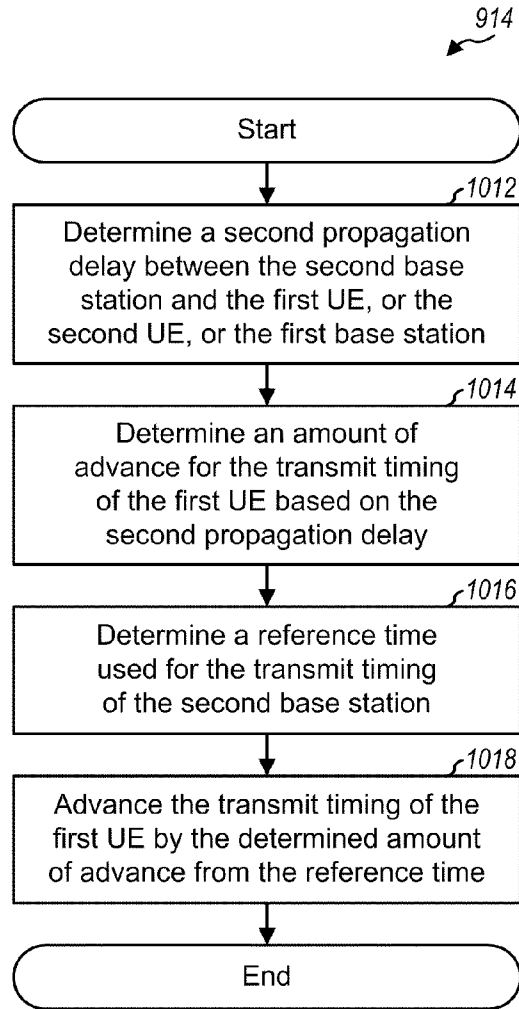 914
Start
1012
Determine a second propagation
delay between the second base
station and the first UE, or the
second UE, or the first base station
1014
Determine an amount of
advance for the transmit timing
of the first UE based on the
second propagation delay
1016
Determine a reference time
used for the transmit timing
of the second base station
1018
Advance the transmit timing of the
first UE by the determined amount
of advance from the reference time
End